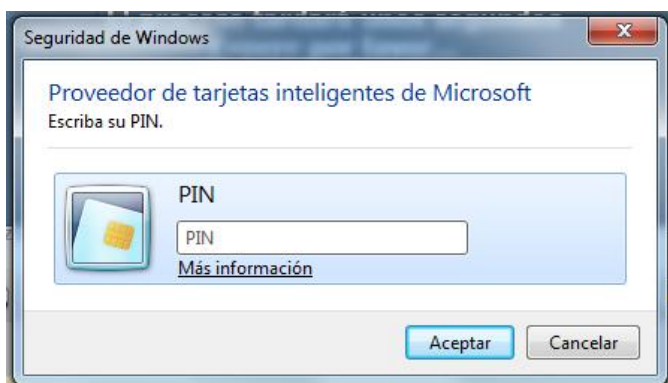 Seguridad de Windows
Proveedor de tarjetas inteligentes de Microsoft
Escriba su PIN.
PIN
PIN
Más información
Aceptar
Cancelar